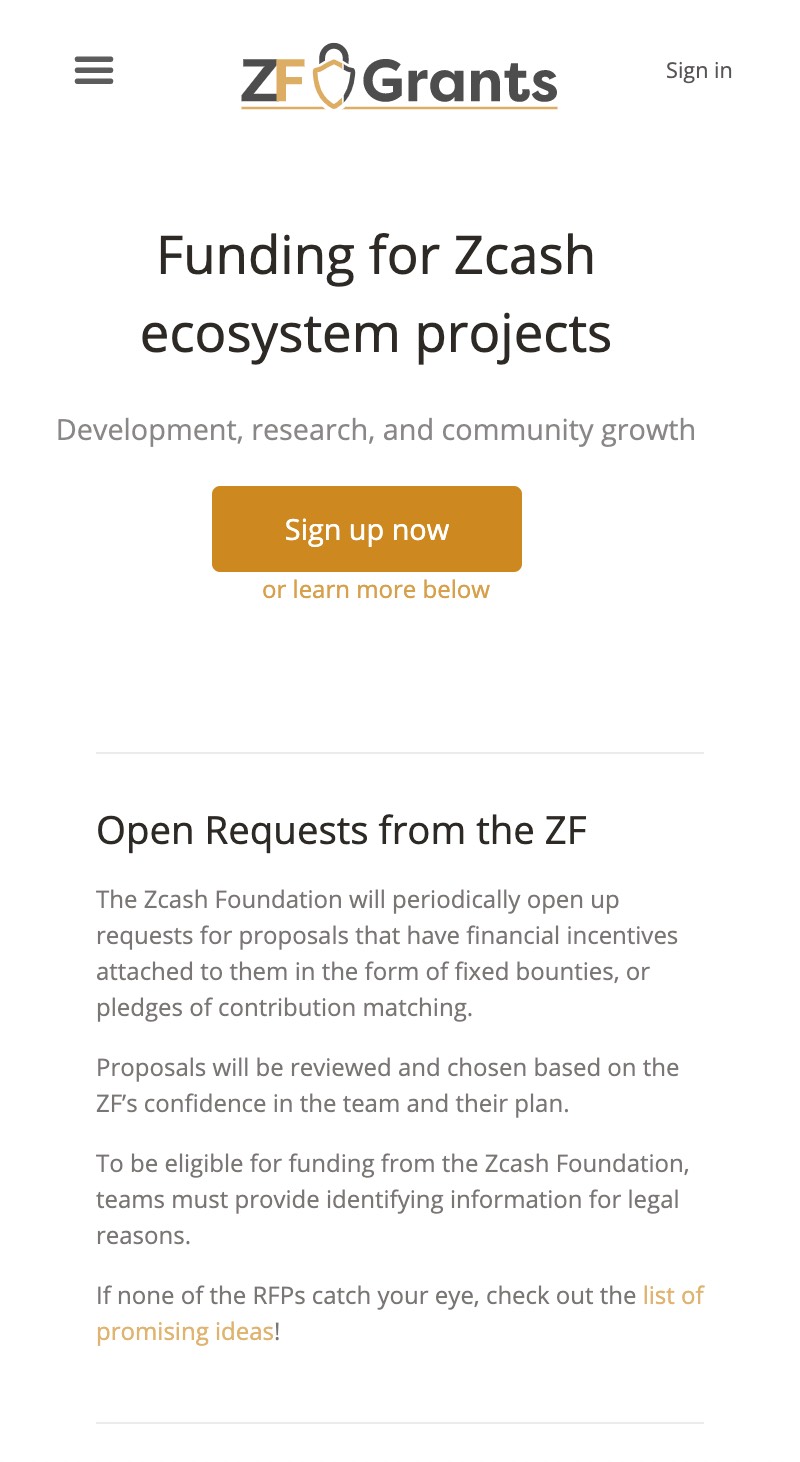 ZF Grants
Sign in
Funding for Zcash
ecosystem projects
Development, research, and community growth
Sign up now
or learn more below
Open Requests from the ZF
The Zcash Foundation will periodically open up
requests for proposals that have financial incentives
attached to them in the form of fixed bounties, or
pledges of contribution matching.
Proposals will be reviewed and chosen based on the
ZF’s confidence in the team and their plan.
To be eligible for funding from the Zcash Foundation,
teams must provide identifying information for legal
reasons.
If none of the RFPs catch your eye, check out the list of
promising ideas!